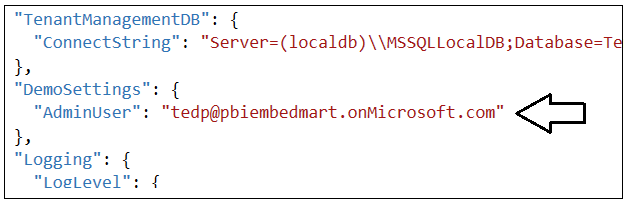 "TenantManagementDB": {
"ConnectString": "Server=(localdb)\\MSSQLLocalDB;Database=Te
},
"DemoSettings": {
"AdminUser": "tedp@pbiembedmart.onMicrosoft.com"
},
"Logging": {
"LogLevel": {